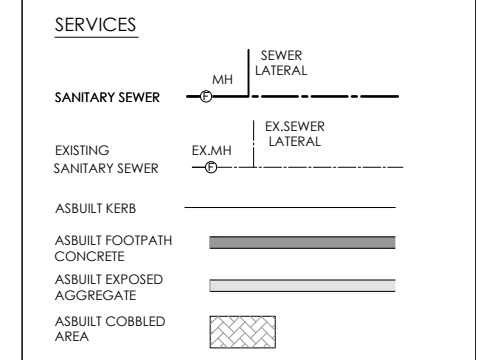 SERVICES
SEWER
LATERAL
MH
SANITARY SEWER
F
EX.SEWER
LATERAL
EXISTING
SANITARY SEWER
EX.MH
F
ASBUILT KERB
ASBUILT FOOTPATH
CONCRETE
ASBUILT EXPOSED
AGGREGATE
ASBUILT COBBLED
AREA